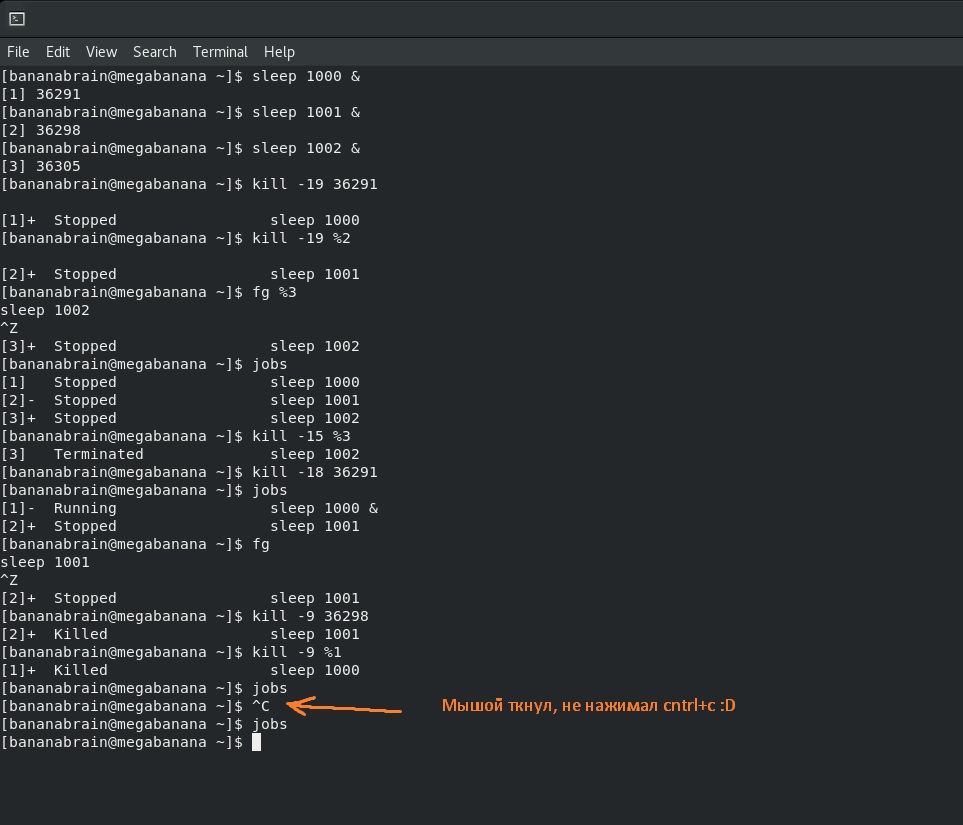 File Edit View Search Terminal Help
[bananabrain@megabanana ~]$ sleep 1000 &
[1] 36291
[bananabrain@megabanana ~]$ sleep 1001 &
[2] 36298
[bananabrain@megabanana ~]$ sleep 1002 &
[3] 36305
[bananabrain@megabanana ~]$ kill -19 36291
[1]+  Stopped                 sleep 1000
[bananabrain@megabanana ~]$ kill -19 %2
[2]+  Stopped                 sleep 1001
[bananabrain@megabanana ~]$ fg %3
sleep 1002
^Z
[3]+  Stopped                 sleep 1002
[bananabrain@megabanana ~]$ jobs
[1]   Stopped                 sleep 1000
[2]-  Stopped                 sleep 1001
[3]+  Stopped                 sleep 1002
[bananabrain@megabanana ~]$ kill -15 %3
[3]   Terminated              sleep 1002
[bananabrain@megabanana ~]$ kill -18 36291
[bananabrain@megabanana ~]$ jobs
[1]-  Running                 sleep 1000 &
[2]+  Stopped                 sleep 1001
[bananabrain@megabanana ~]$ fg
sleep 1001
^Z
[2]+  Stopped                 sleep 1001
[bananabrain@megabanana ~]$ kill -9 36298
[2]+  Killed                  sleep 1001
[bananabrain@megabanana ~]$ kill -9 %1
[1]+  Killed                  sleep 1000
[bananabrain@megabanana ~]$ jobs
[bananabrain@megabanana ~]$ ^C Мышой ткнул, не нажимал cntrl+c :D
[bananabrain@megabanana ~]$ jobs
[bananabrain@megabanana ~]$